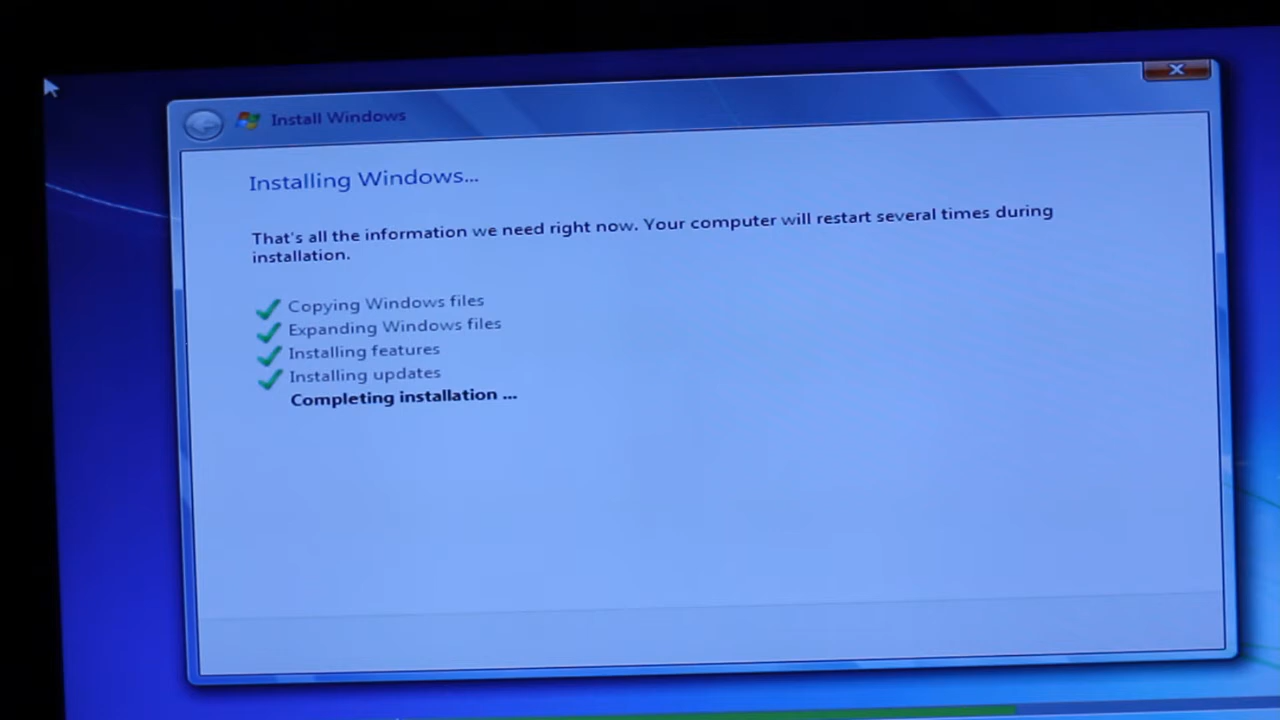 Install Windows
Installing Windows...
That's all the information we need right now. Your computer will restart several times during
installation.
Copying Windows files
Expanding Windows files
Installing features
Installing updates
Completing installation ...